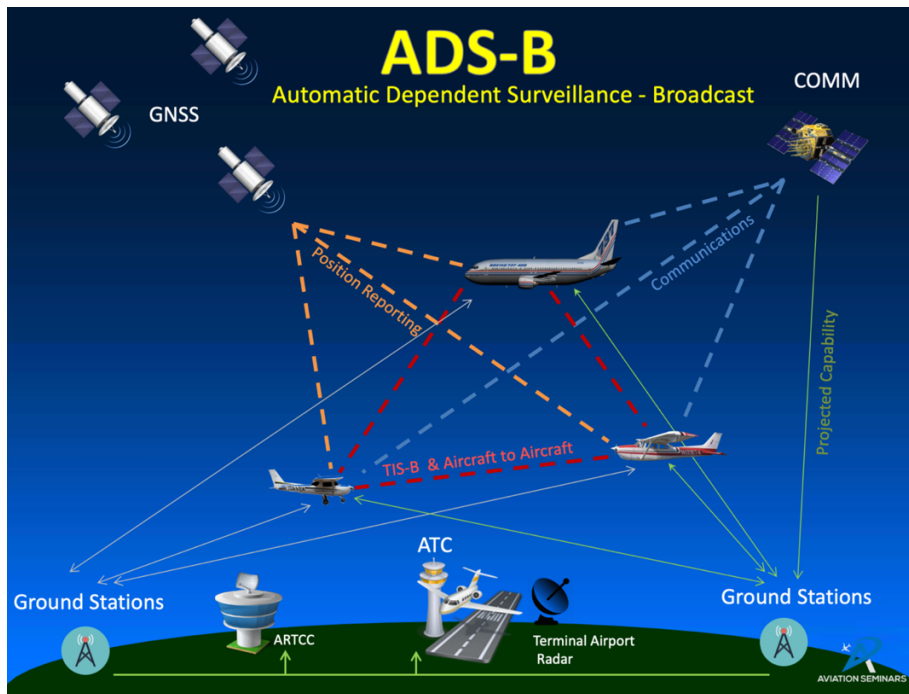 ADS-B
Automatic Dependent Surveillance - Broadcast
GNSS
COMM
Position Reporting
Communications
Projected Capability
TIS-B & Aircraft to Aircraft
ATC
Ground Stations
Ground Stations
ARTCC
Terminal Airport
Radar
AVIATION SEMINARS